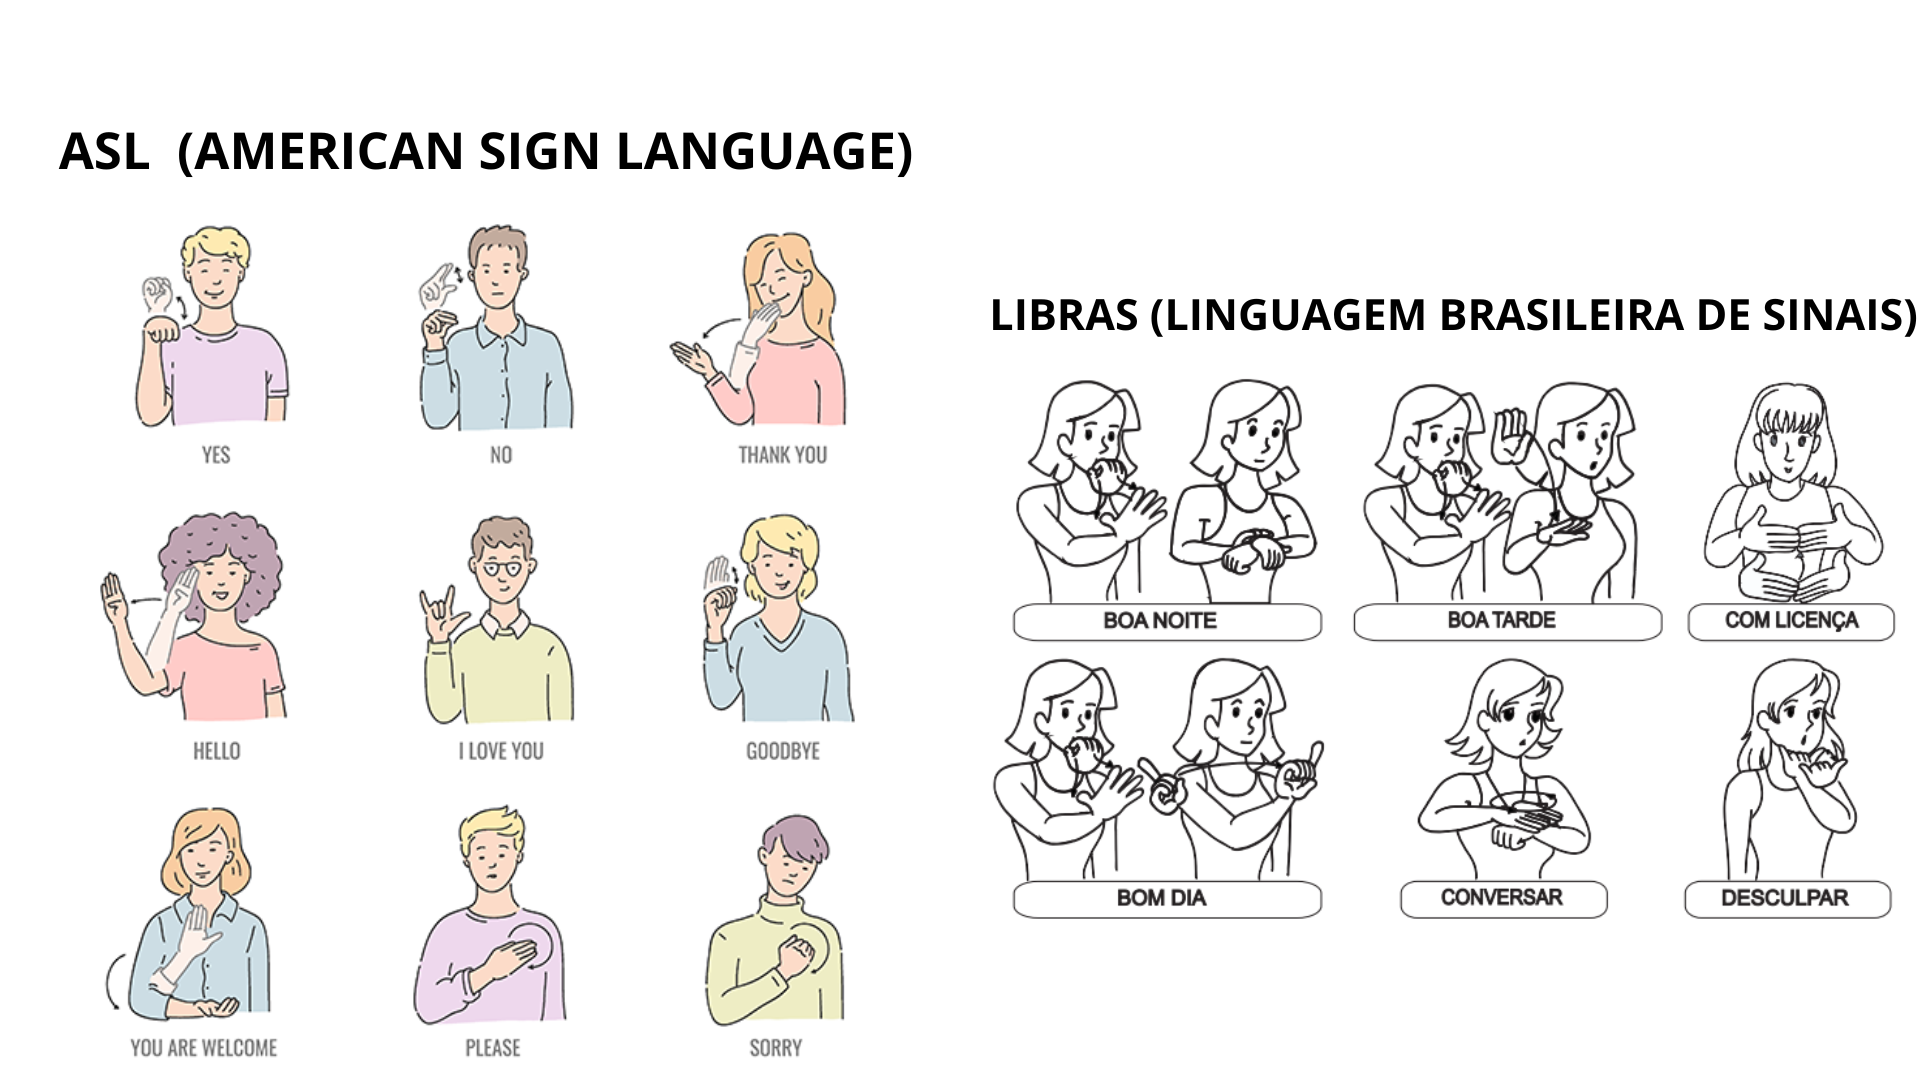 ASL (AMERICAN SIGN LANGUAGE)
YES
NO
THANK YOU
HELLO
I LOVE YOU
GOODBYE
YOU ARE WELCOME
PLEASE
SORRY
LIBRAS (LINGUAGEM BRASILEIRA DE SINAIS)
BOA NOITE
BOA TARDE
COM LICENÇA
BOM DIA
CONVERSAR
DESCULPAR